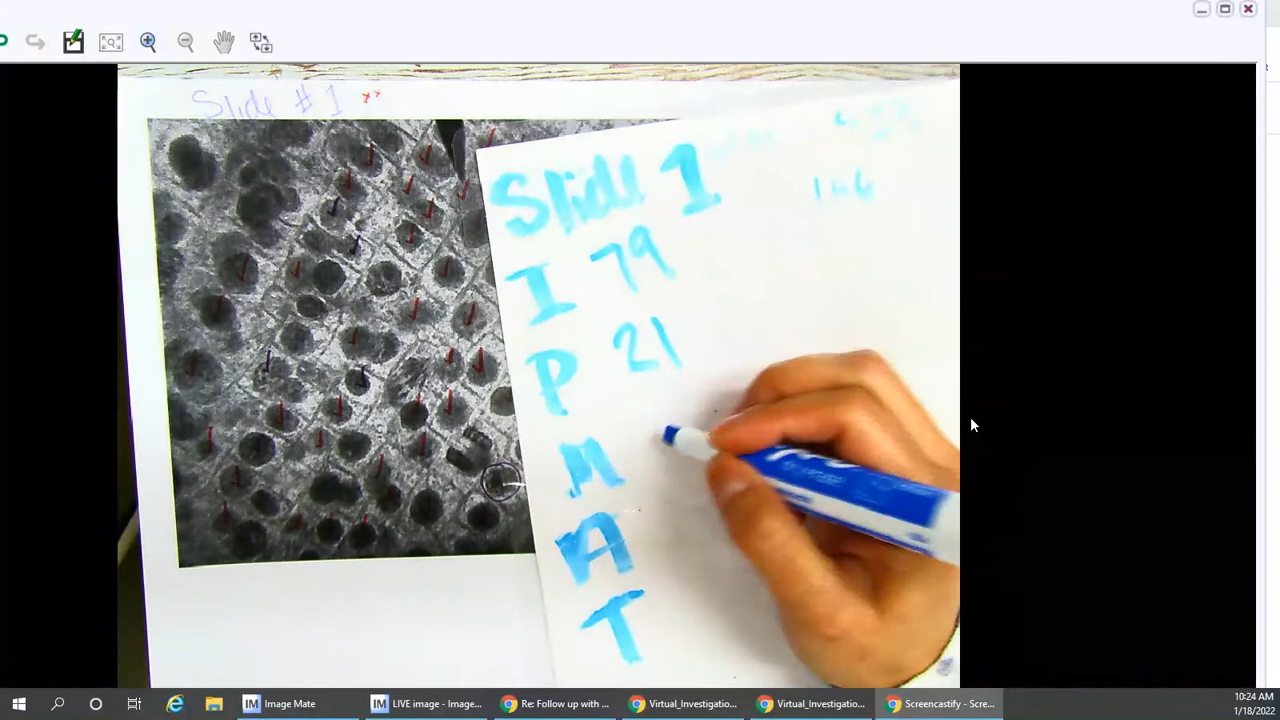 Slide #1 **
Slide 1
I 79
P 21
M
A
T
Image Mate
LIVE image - Image...
Re: Follow up with ...
Virtual_Investigatio...
Virtual_Investigatio...
Screencastify - Scre...
10:24 AM
1/18/2022